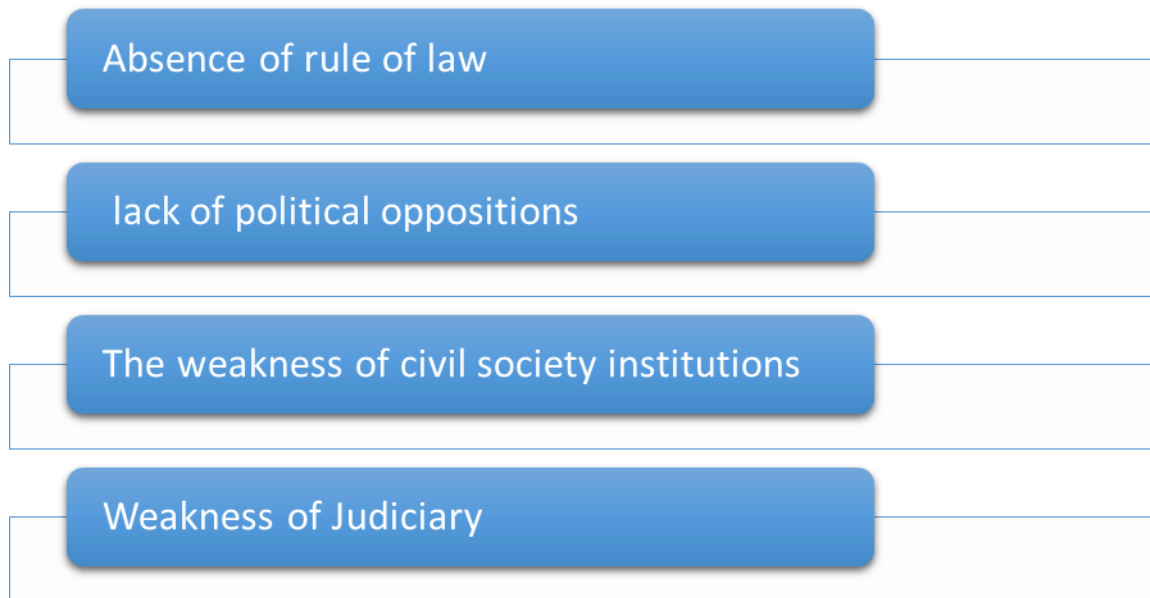 Absence of rule of law
lack of political oppositions
The weakness of civil society institutions
Weakness of Judiciary